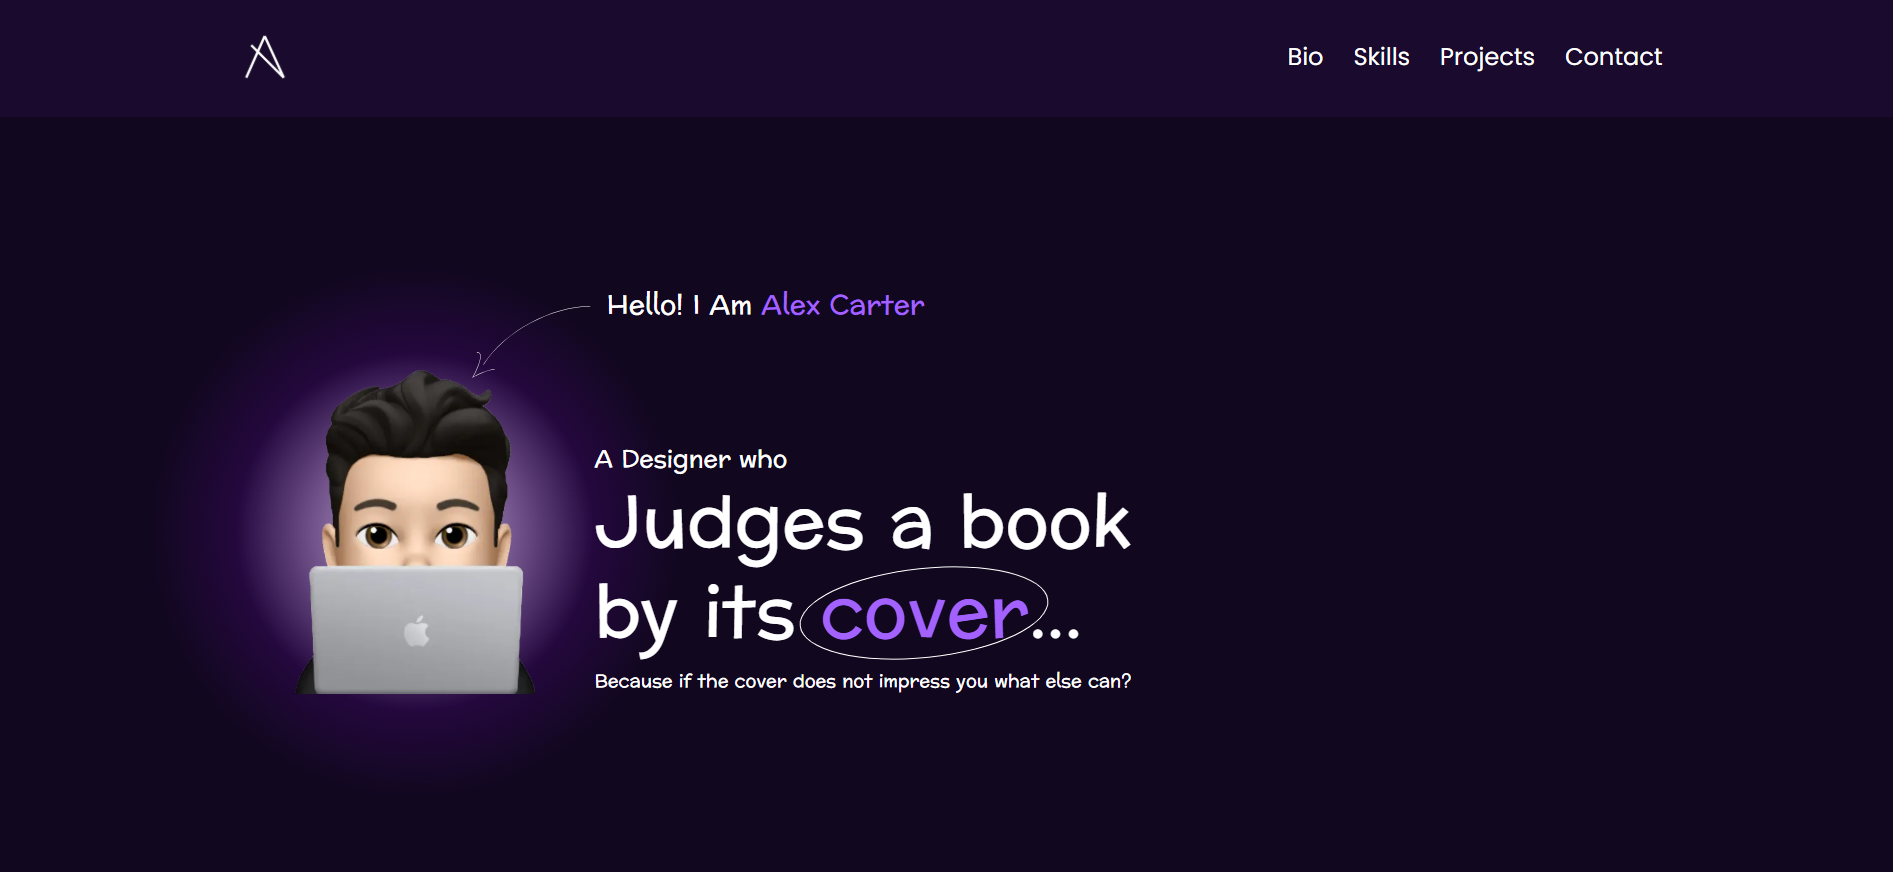 Bio Skills Projects Contact
Hello! I Am Alex Carter
A Designer who
Judges a book
by its cover...
Because if the cover does not impress you what else can?